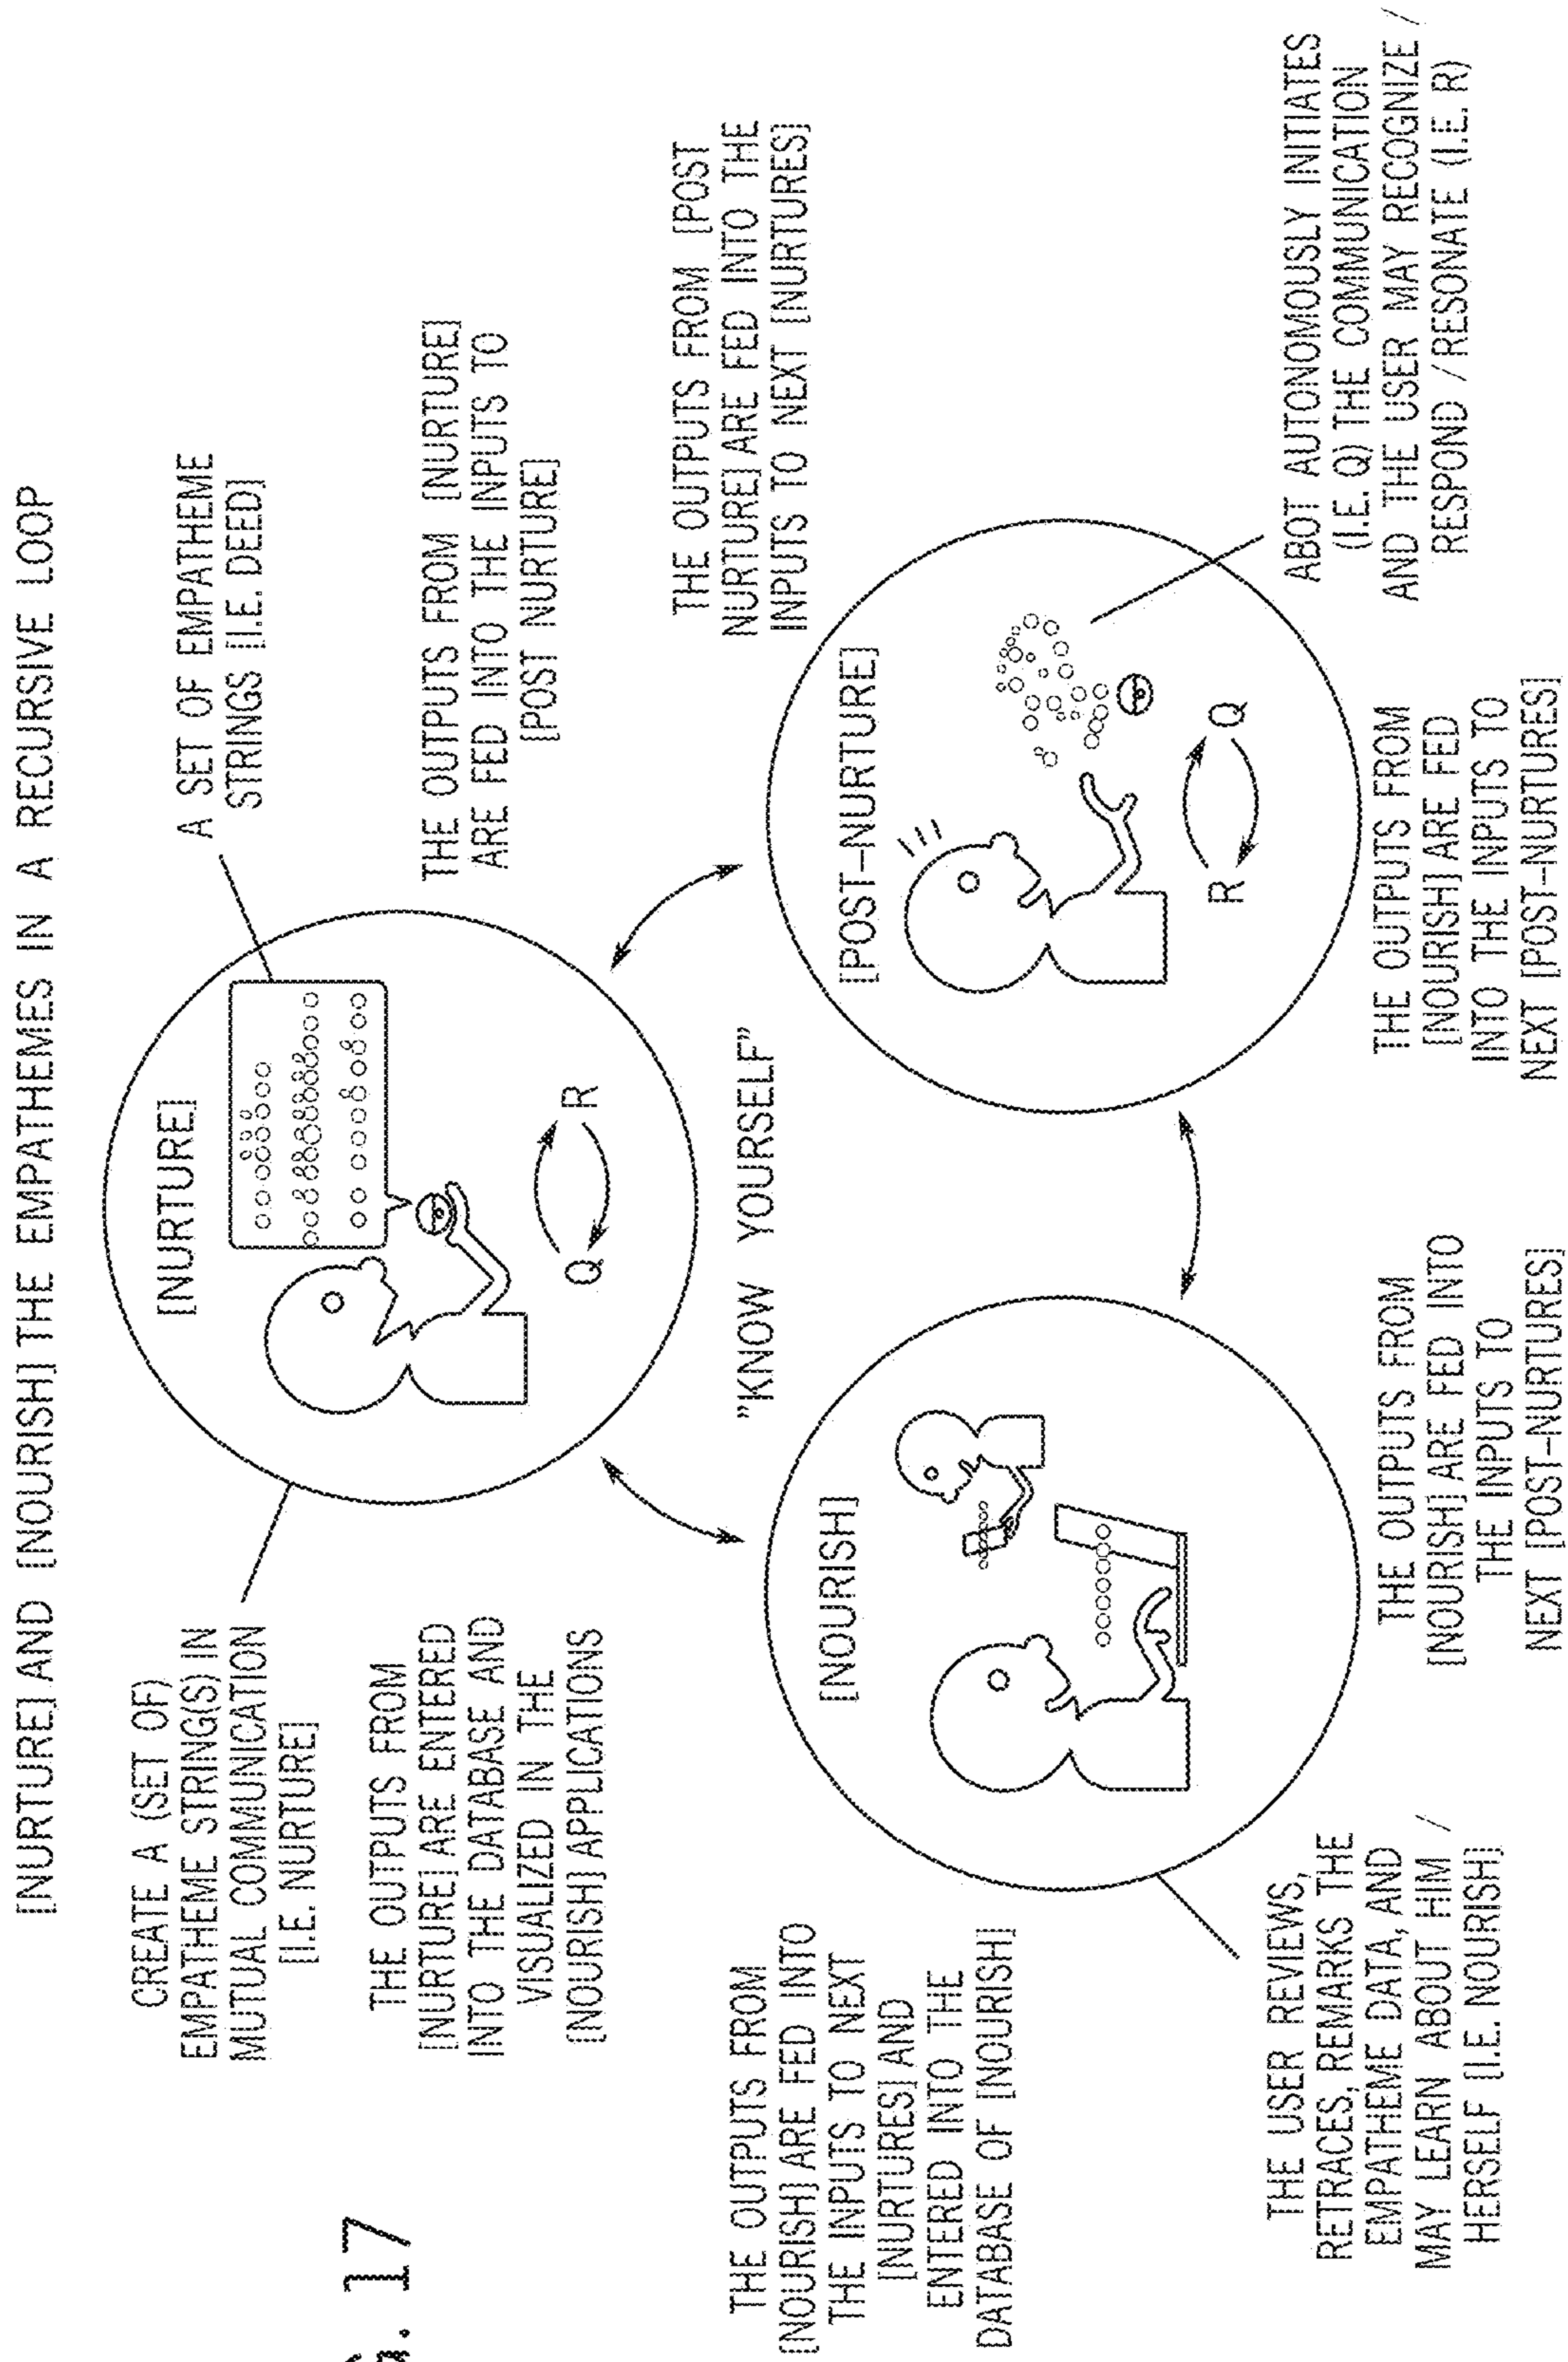 [NURTURE] AND [NOURISH] THE EMPATHEMES IN A RECURSIVE LOOP
G. 17
CREATE A (SET OF)
EMPATHEME STRING(S) IN
MUTUAL COMMUNICATION
[I.E. NURTURE]
THE OUTPUTS FROM
[NURTURE] ARE ENTERED
INTO THE DATABASE AND
VISUALIZED IN THE
[NOURISH] APPLICATIONS
[NURTURE]
Q
R
A SET OF EMPATHEME
STRINGS [I.E. DEED]
THE OUTPUTS FROM [NURTURE]
ARE FED INTO THE INPUTS TO
[POST NURTURE]
THE OUTPUTS FROM [POST
NURTURE] ARE FED INTO THE
INPUTS TO NEXT [NURTURES]
"KNOW YOURSELF"
THE OUTPUTS FROM
[NOURISH] ARE FED INTO
THE INPUTS TO NEXT
[NURTURES] AND
ENTERED INTO THE
DATABASE OF [NOURISH]
[NOURISH]
[POST-NURTURE]
R
Q
THE USER REVIEWS,
RETRACES, REMARKS THE
EMPATHEME DATA, AND
MAY LEARN ABOUT HIM /
HERSELF [I.E. NOURISH]
THE OUTPUTS FROM
[NOURISH] ARE FED INTO
THE INPUTS TO
NEXT [POST-NURTURES]
THE OUTPUTS FROM
[NOURISH] ARE FED
INTO THE INPUTS TO
NEXT [POST-NURTURES]
ABOT AUTONOMOUSLY INITIATES
(I.E. Q) THE COMMUNICATION
AND THE USER MAY RECOGNIZE /
RESPOND / RESONATE (I.E. R)